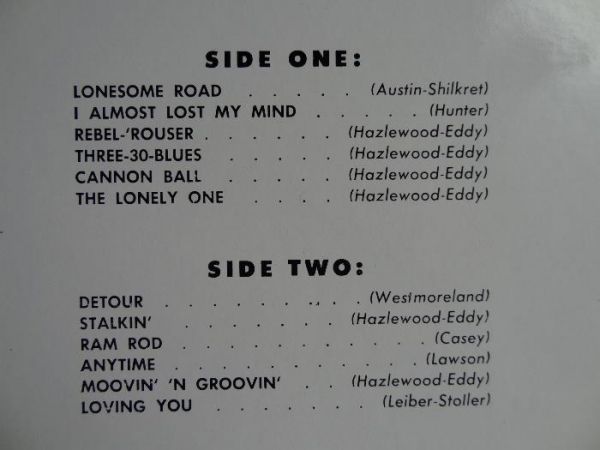 SIDE ONE:
LONESOME ROAD . . . . . (Austin-Shilkret)
I ALMOST LOST MY MIND . . . . . (Hunter)
REBEL-'ROUSER . . . . . . (Hazlewood-Eddy)
THREE-30-BLUES . . . . . (Hazlewood-Eddy)
CANNON BALL . . . . . (Hazlewood-Eddy)
THE LONELY ONE . . . . (Hazlewood-Eddy)
SIDE TWO:
DETOUR . . . . . . . . . (Westmoreland)
STALKIN' . . . . . . . (Hazlewood-Eddy)
RAM ROD . . . . . . . . . . . (Casey)
ANYTIME . . . . . . . . . . . (Lawson)
MOOVIN' 'N GROOVIN' . . (Hazlewood-Eddy)
LOVING YOU . . . . . . . (Leiber-Stoller)